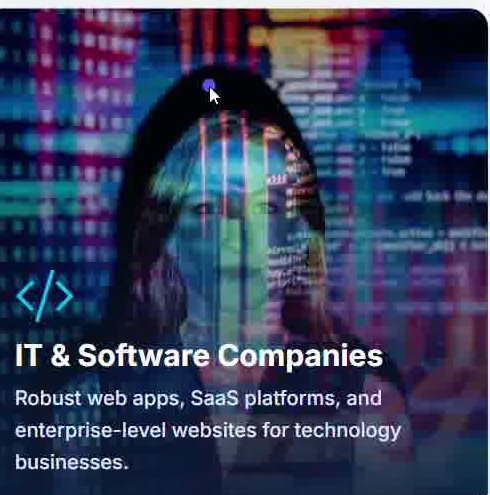 </>
IT & Software Companies
Robust web apps, SaaS platforms, and
enterprise-level websites for technology
businesses.